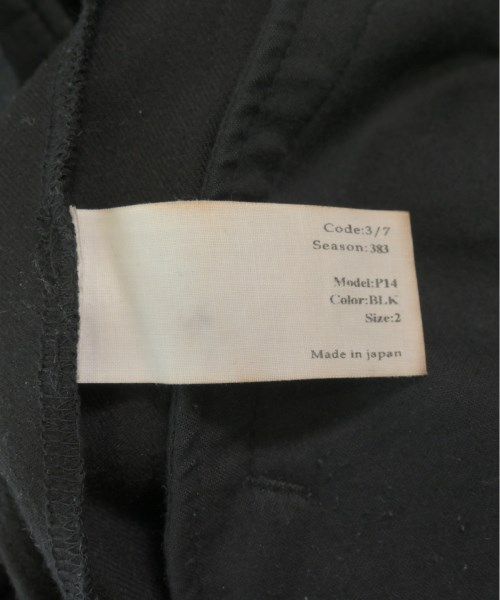 Code:3/7
Season:383
Model:P14
Color:BLK
Size:2
Made in japan